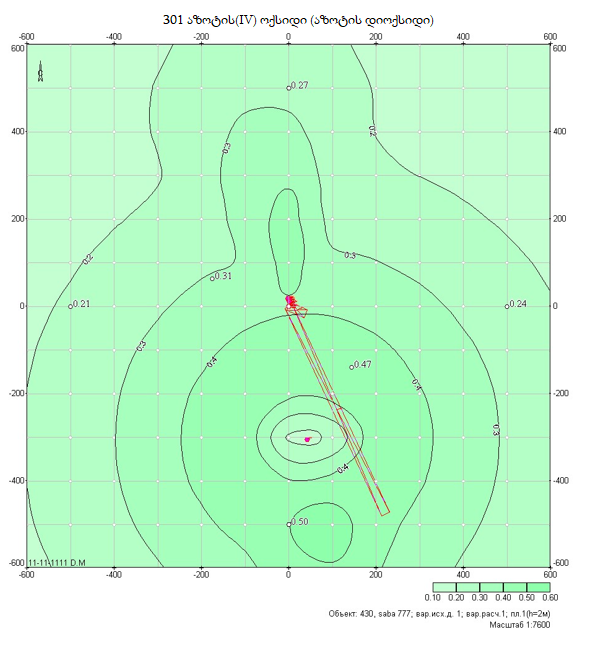 301 აზოტის(IV) ოქსიდი (აზოტის დიოქსიდი)
-600 -400 -200 0 200 400 600
600 600
0.27
400 0.2 400
0.3
200 200
0.2 0.3
0.31
0 0.21 0.24 0
0.3 0.4
0.47
-200 0.4 -200
0.3
0.4
-400 -400
0.50
11-11-1111 D.M
-600 -600
-600 -400 -200 0 200 400 600
0.10 0.20 0.30 0.40 0.50 0.60
Объект: 430, saba 777; вар.исх.д. 1; вар.расч.1; пл.1(h=2м)
Масштаб 1:7600